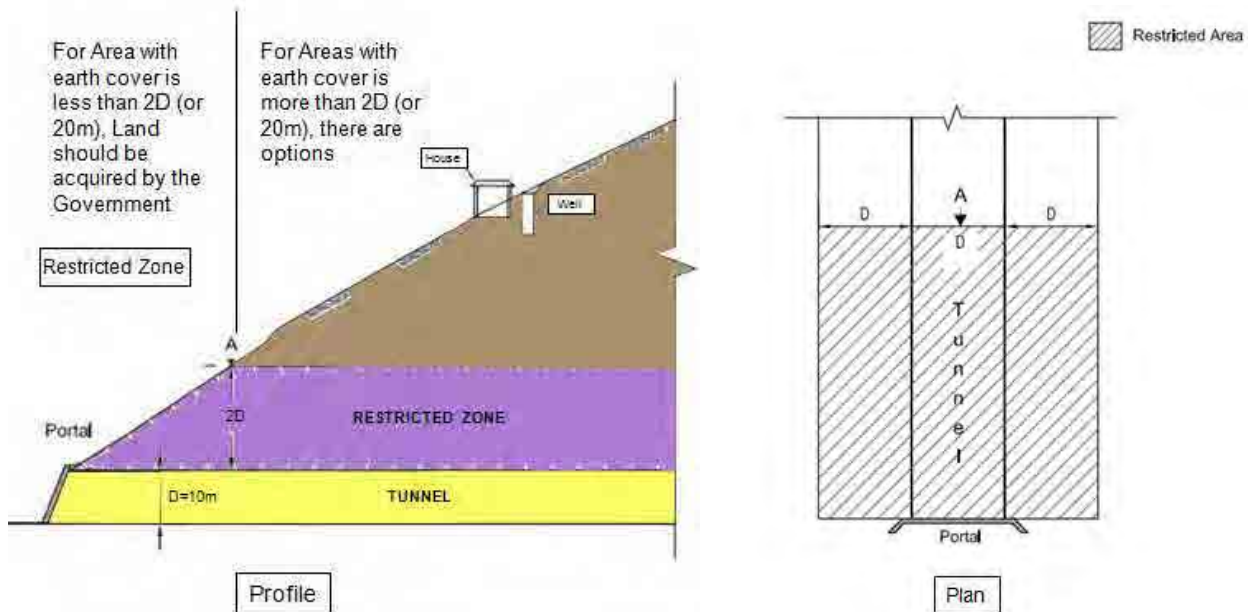 For Area with
earth cover is
less than 2D (or
20m), Land
should be
acquired by the
Government
Restricted Zone
For Areas with
earth cover is
more than 2D (or
20m), there are
options
House
Well
A
2D
RESTRICTED ZONE
Portal
D=10m
TUNNEL
Profile
Restricted Area
A
D
D
D
Tunnel
Portal
Plan